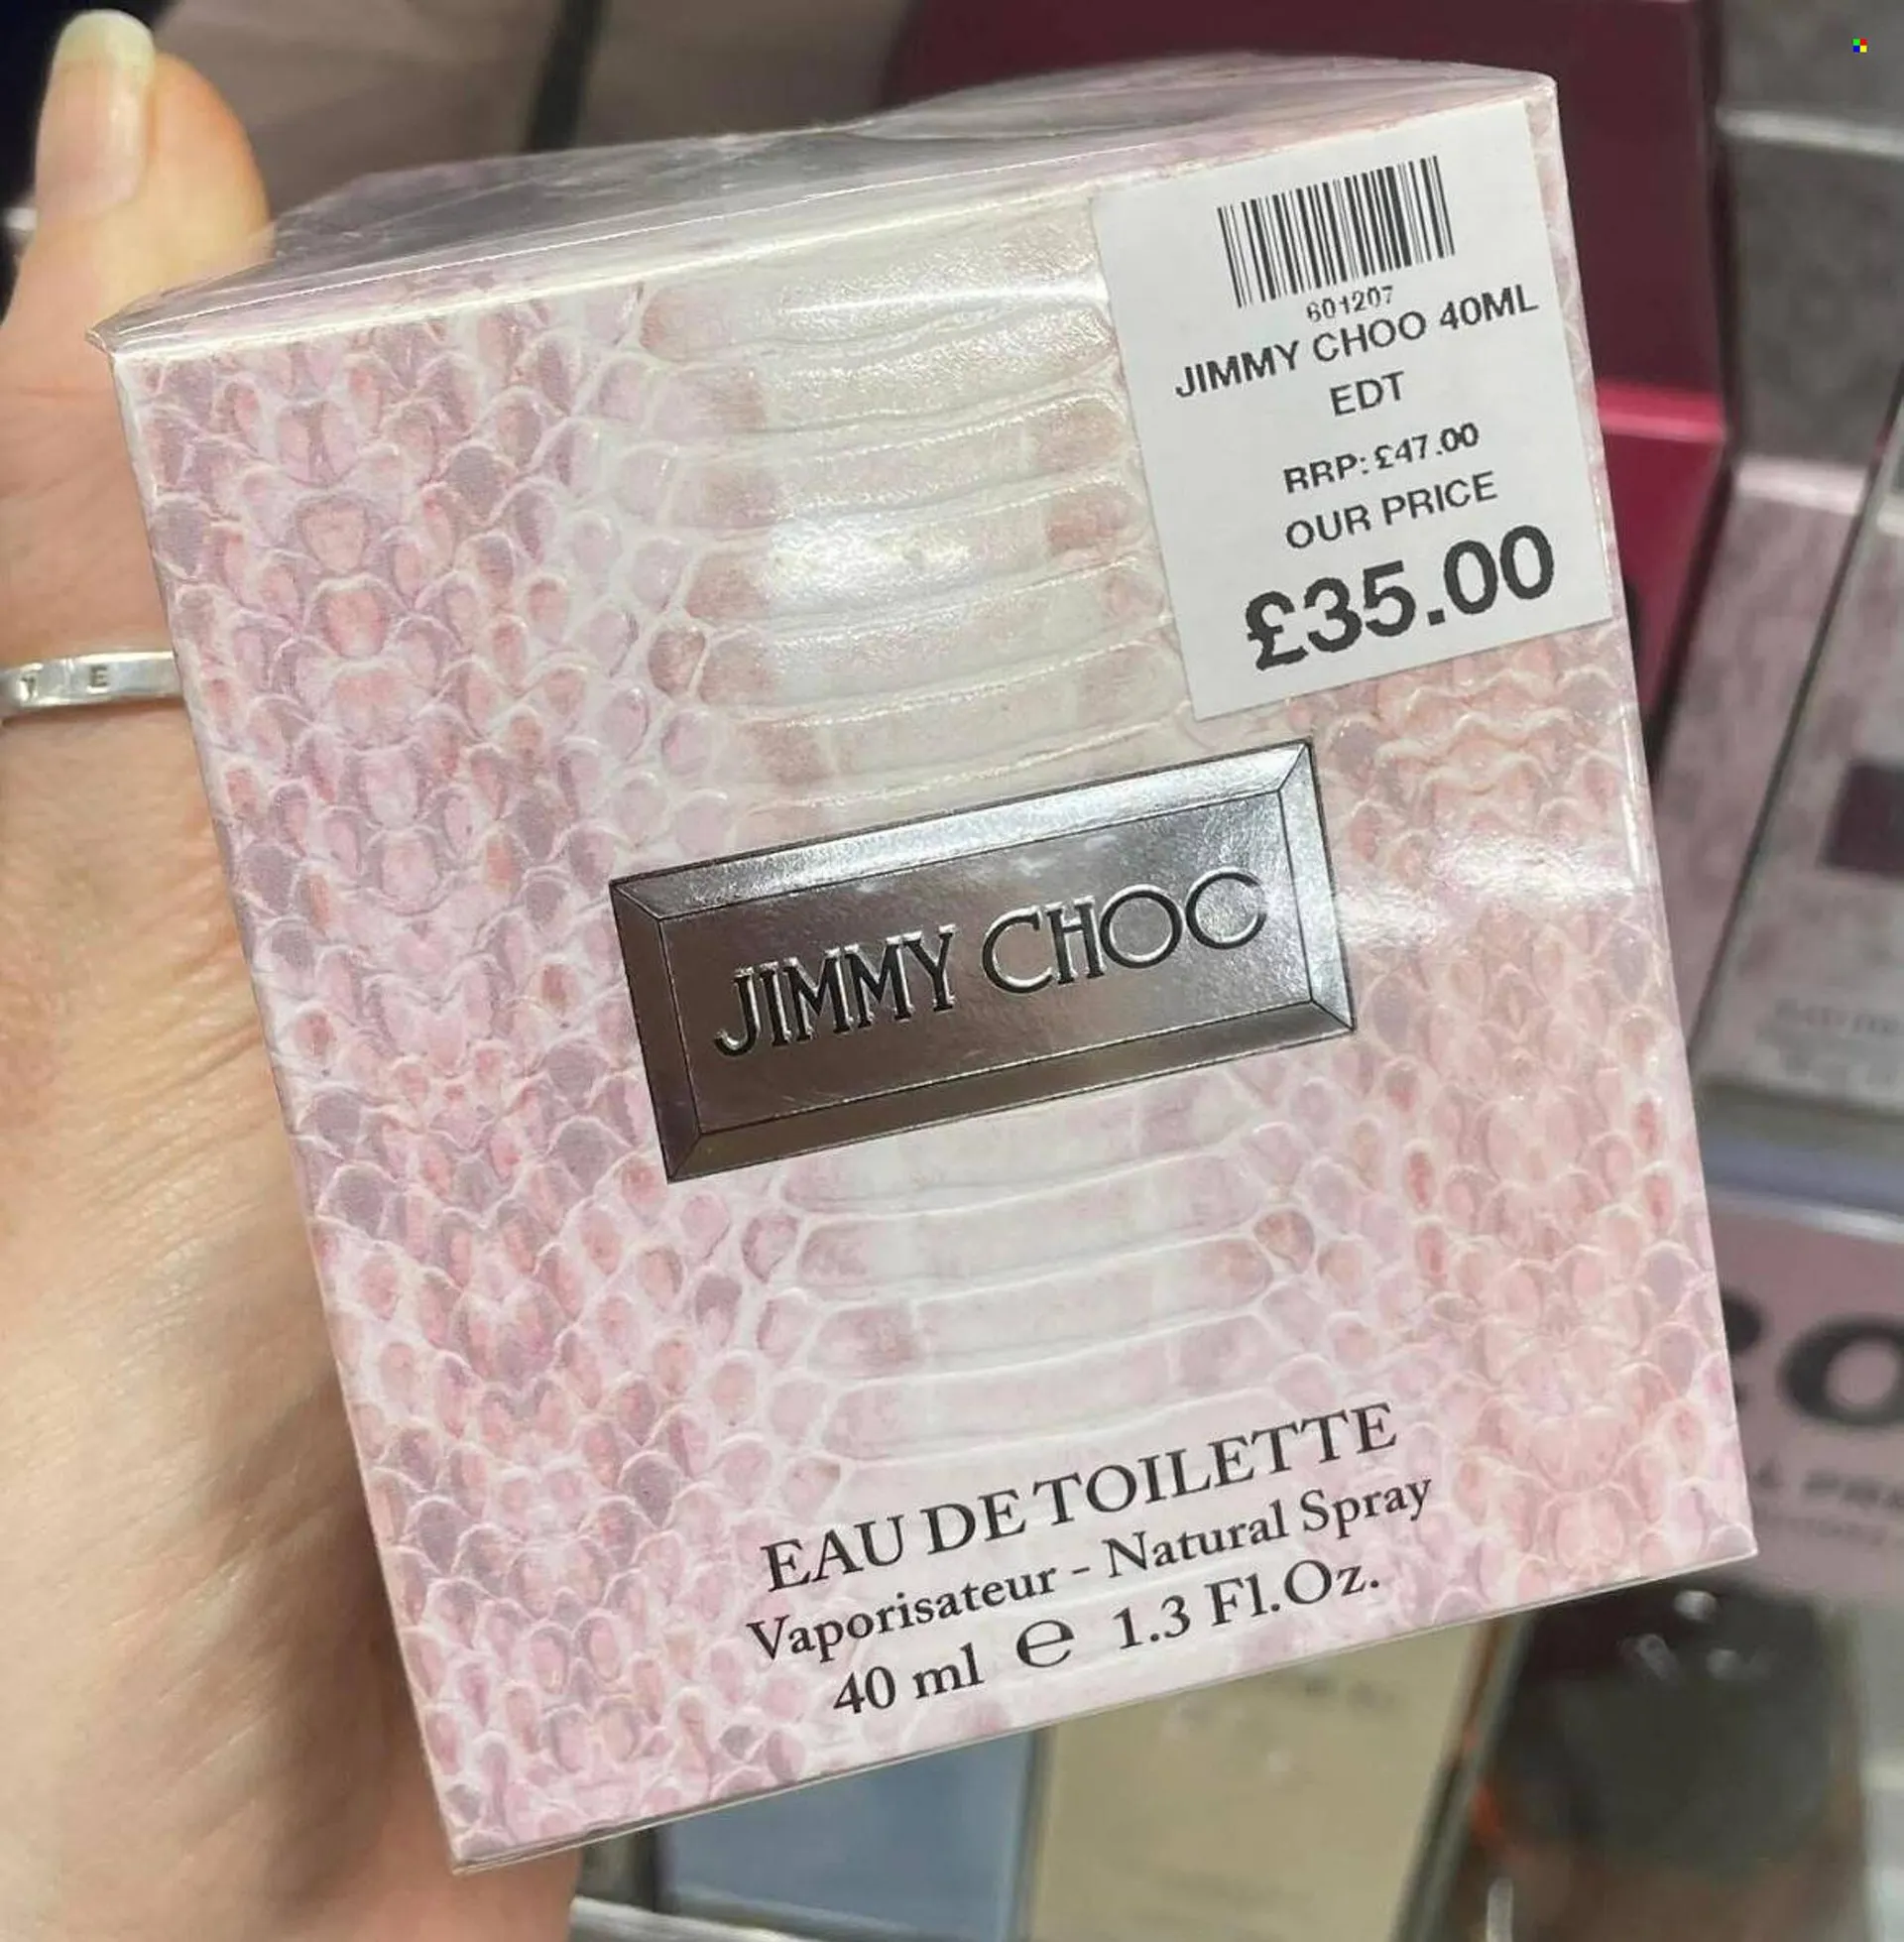 601207
JIMMY CHOO 40ML
EDT
RRP: £47.00
OUR PRICE
£35.00
JIMMY CHOO
EAU DE TOILETTE
Vaporisateur - Natural Spray
40 ml e 1.3 Fl.Oz.